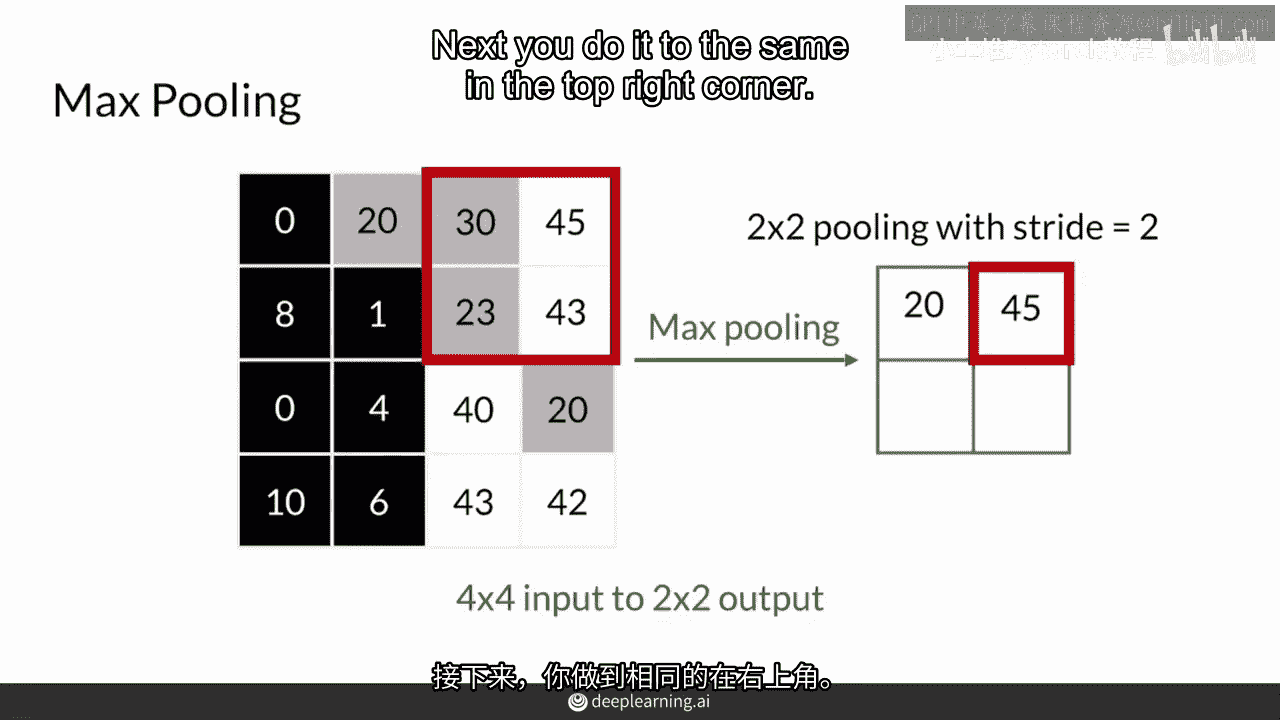 Next you do it to the same
in the top right corner.
Max Pooling
0 20 30 45
8 1 23 43
0 4 40 20
10 6 43 42
2x2 pooling with stride = 2
Max pooling
20 45
4x4 input to 2x2 output
接下来，你做到相同的在右上角。
deeplearning.ai
bilibili